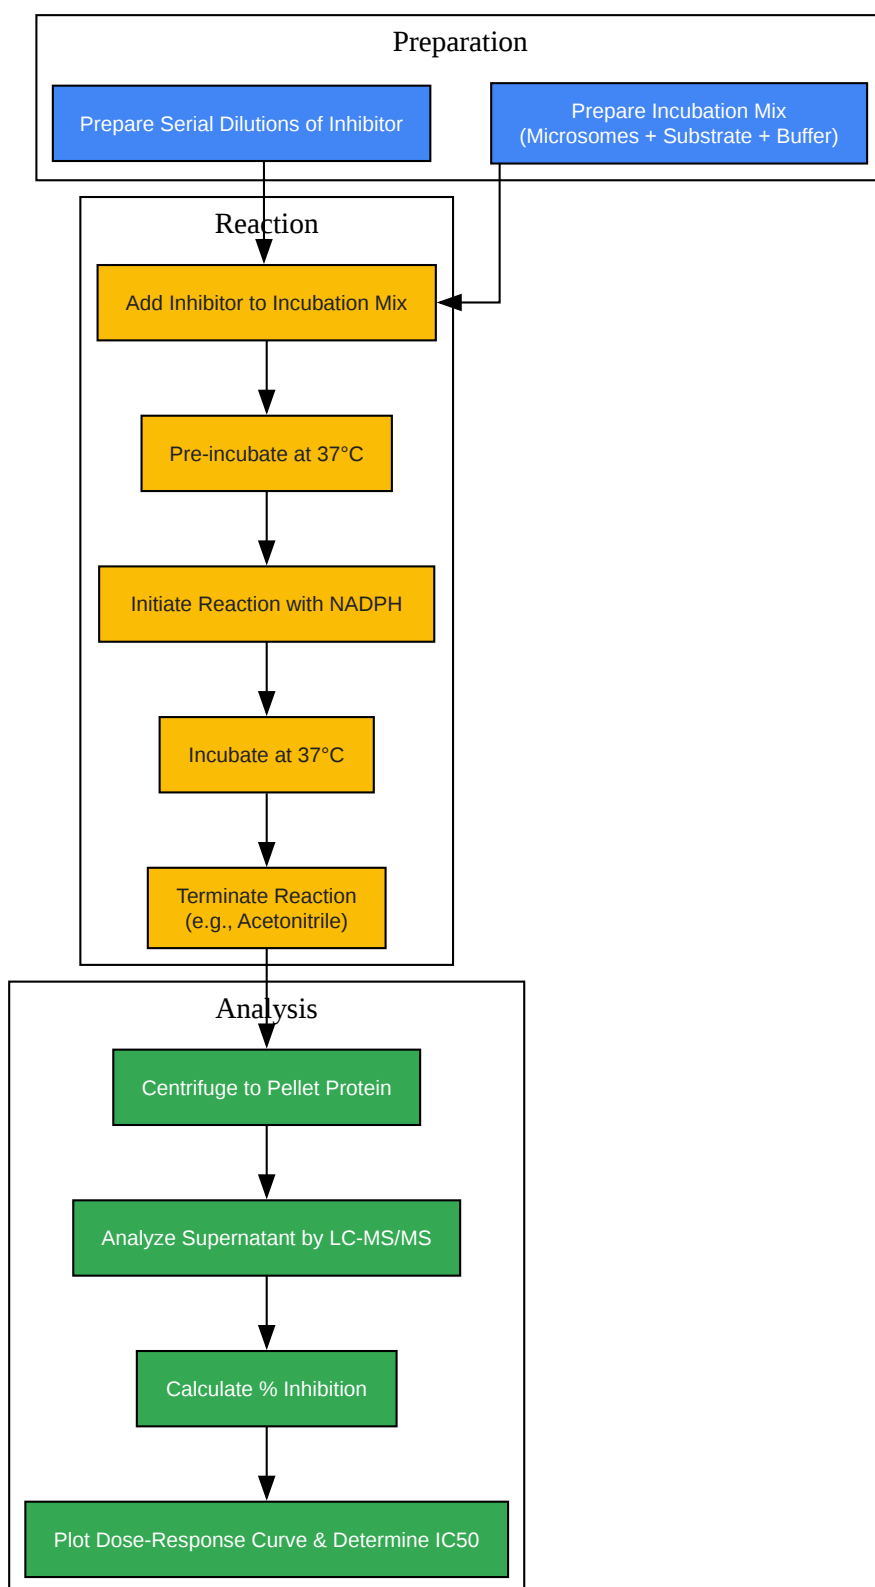 Preparation
Prepare Serial Dilutions of Inhibitor
Prepare Incubation Mix
(Microsomes + Substrate + Buffer)
Reaction
Add Inhibitor to Incubation Mix
Pre-incubate at 37°C
Initiate Reaction with NADPH
Incubate at 37°C
Terminate Reaction
(e.g., Acetonitrile)
Analysis
Centrifuge to Pellet Protein
Analyze Supernatant by LC-MS/MS
Calculate % Inhibition
Plot Dose-Response Curve & Determine IC50